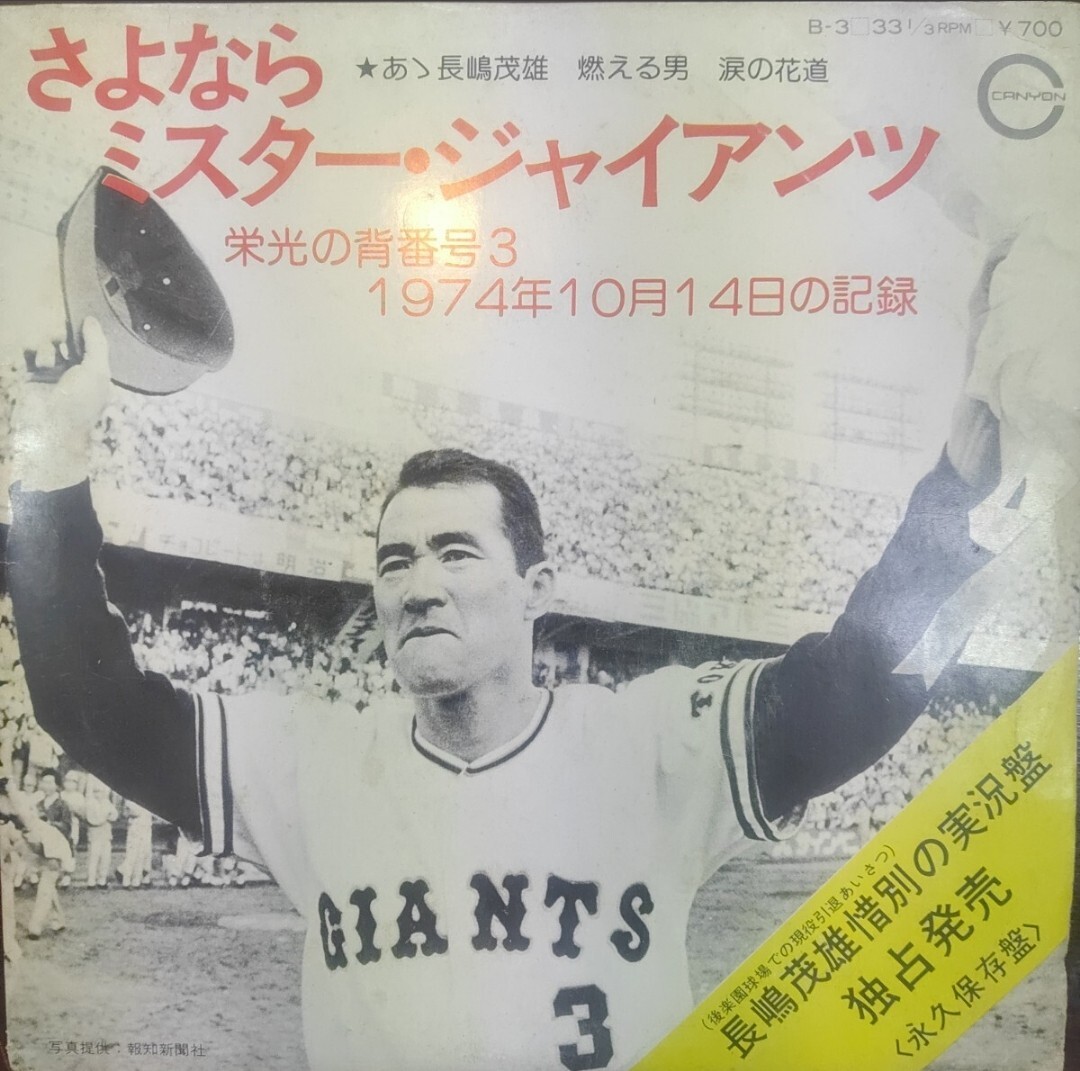 B-3□33 1/3RPM□¥700
CANYON
さよなら
★あゝ長嶋茂雄 燃える男 涙の花道
ミスター・ジャイアンツ
栄光の背番号3
1974年10月14日の記録
明治
TOK
GIANTS
3
(後楽園球場での現役引退あいさつ)
長嶋茂雄惜別の実況盤
独占発売
〈永久保存盤〉
写真提供：報知新聞社